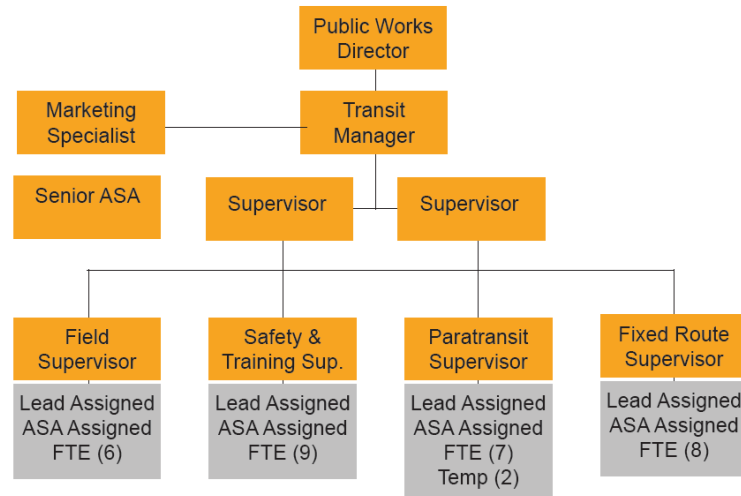 Public Works
Director
Marketing
Specialist
Transit
Manager
Senior ASA
Supervisor
Supervisor
Field
Supervisor
Safety &
Training Sup.
Paratransit
Supervisor
Fixed Route
Supervisor
Lead Assigned
ASA Assigned
FTE (6)
Lead Assigned
ASA Assigned
FTE (9)
Lead Assigned
ASA Assigned
FTE (7)
Temp (2)
Lead Assigned
ASA Assigned
FTE (8)